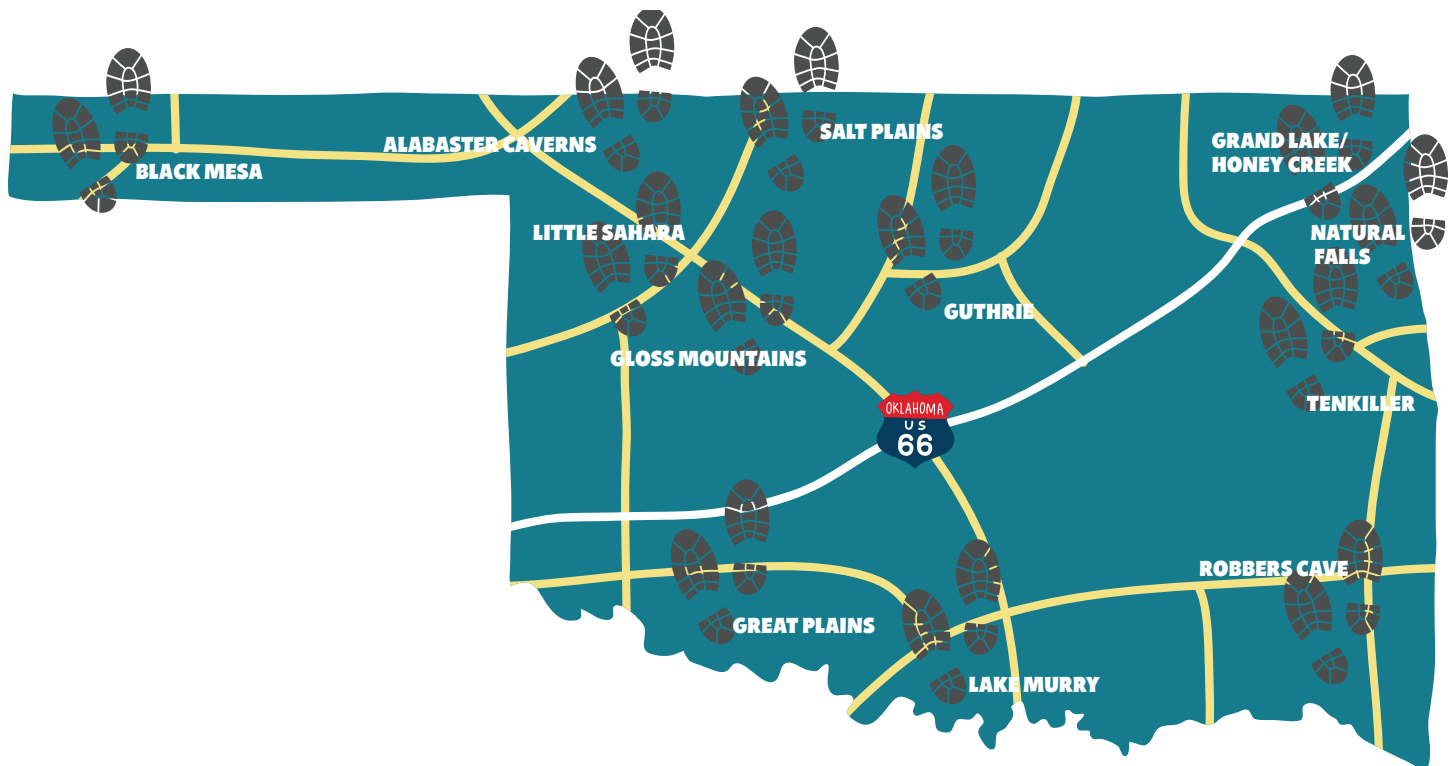 SALT PLAINS
GRAND LAKE/
HONEY CREEK
ALABASTER CAVERNS
BLACK MESA
LITTLE SAHARA
NATURAL
FALLS
GUTHRIE
GLOSS MOUNTAINS
TENKILLER
OKLAHOMA
US
66
ROBBERS CAVE
GREAT PLAINS
LAKE MURRY